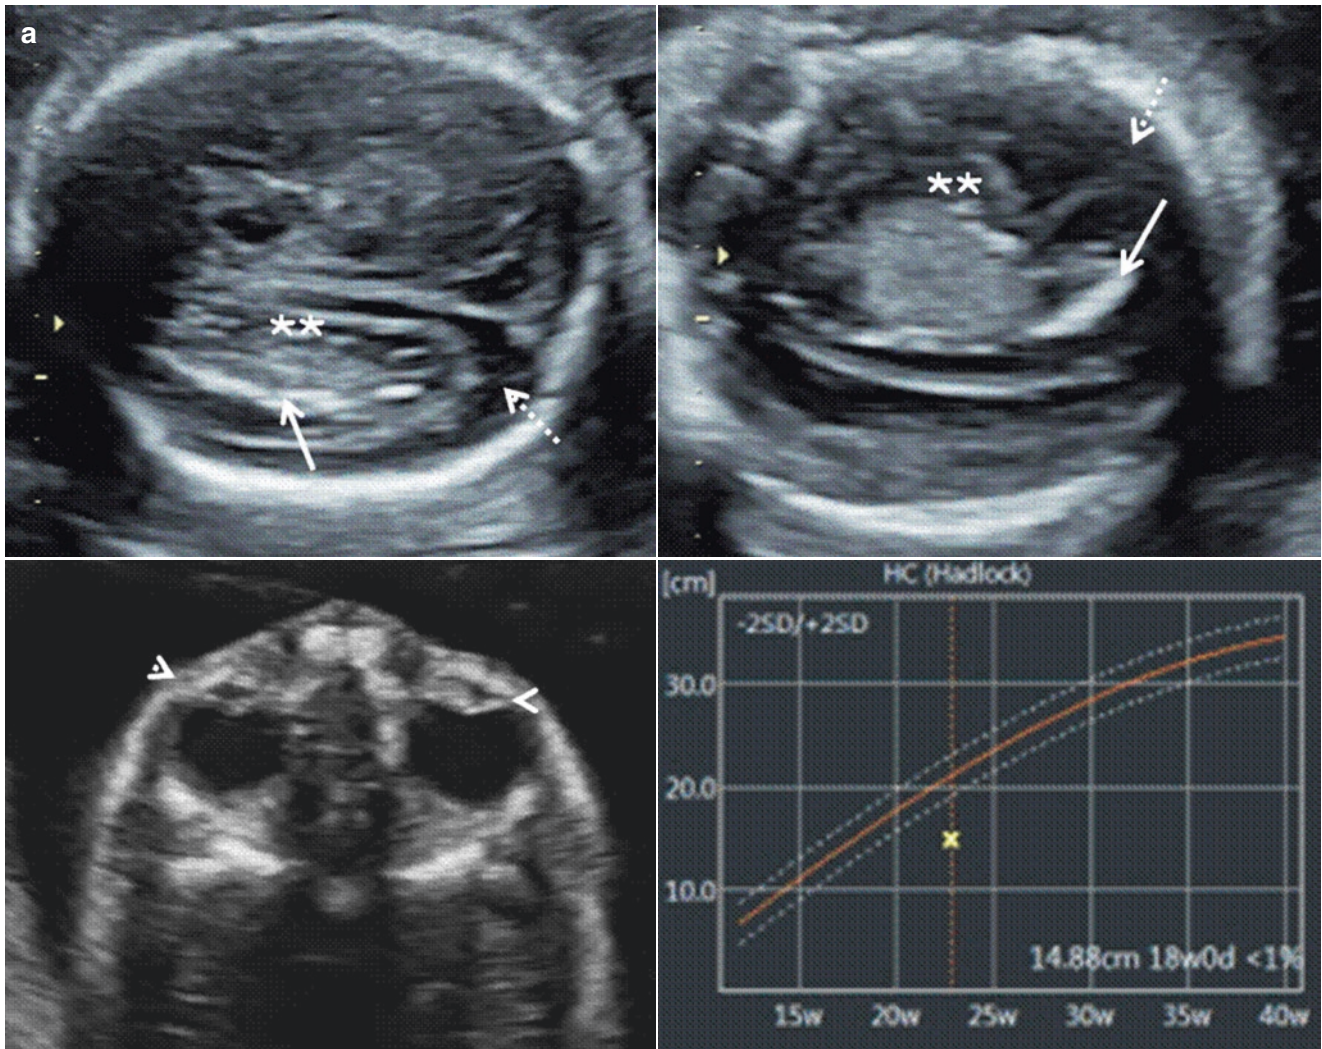 a
**
**
[cm]
HC (Hadlock)
-2SD/+2SD
30.0
20.0
10.0
14.88cm 18w0d <1%
15w 20w 25w 30w 35w 40w